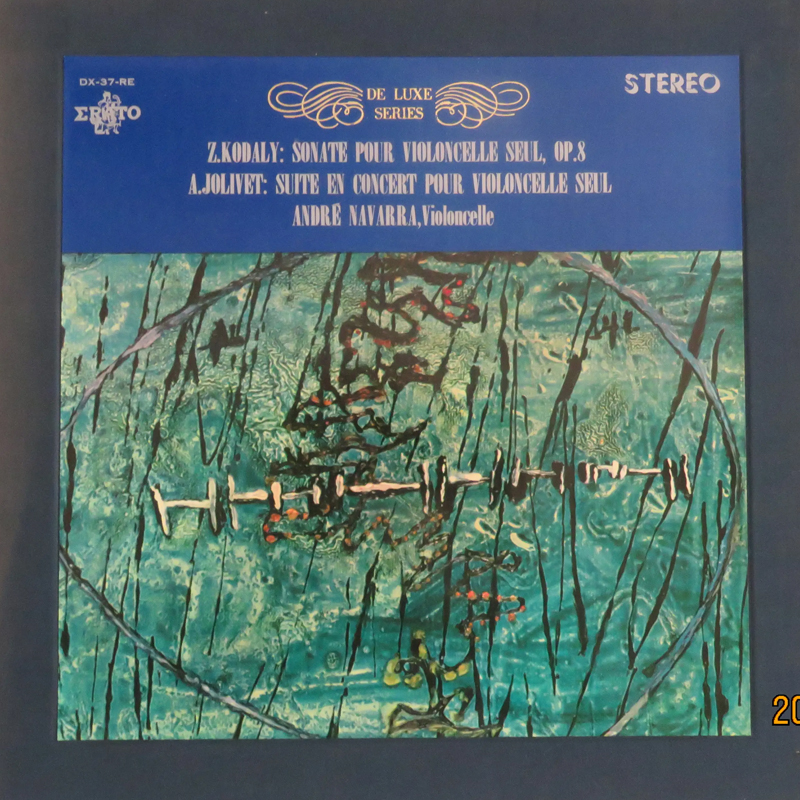 DX-37-RE
ΣRATO
DE LUXE
SERIES
STEREO
Z.KODALY: SONATE POUR VIOLONCELLE SEUL, OP.8
A.JOLIVET: SUITE EN CONCERT POUR VIOLONCELLE SEUL
ANDRÉ NAVARRA,Violoncelle
20